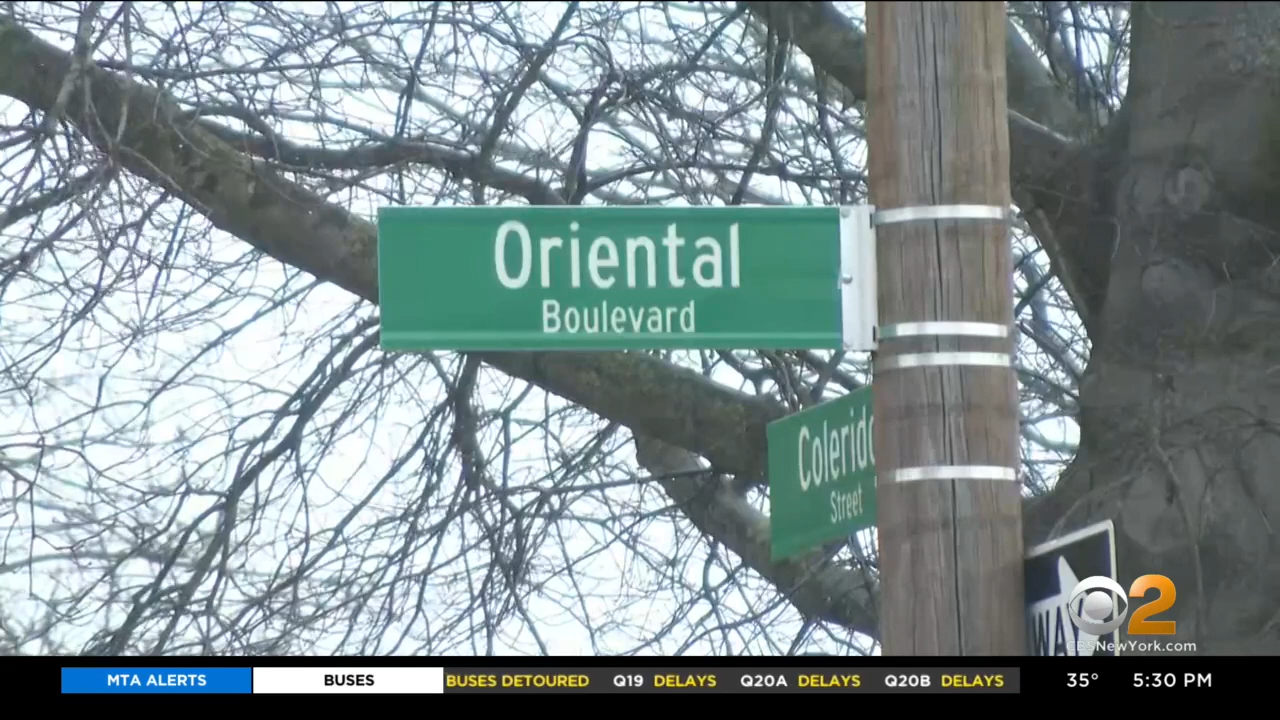 Oriental
Boulevard
Street
WAY
2
CBSNewYork.com
MTA ALERTS BUSES BUSES DETOURED Q19 DELAYS Q20A DELAYS Q20B DELAYS 35° 5:30 PM